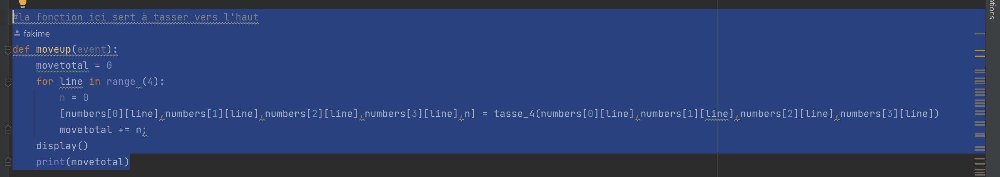 ations
#la fonction ici sert à tasser vers l'haut
fakime
def moveup(event):
    movetotal = 0
    for line in range (4):
        n = 0
        [numbers[0][line],numbers[1][line],numbers[2][line],numbers[3][line],n] = tasse_4(numbers[0][line],numbers[1][line],numbers[2][line],numbers[3][line])
        movetotal += n;
    display()
    print(movetotal)